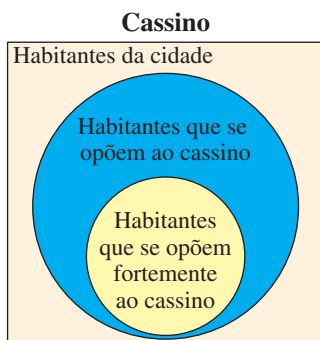 Cassino
Habitantes da cidade
Habitantes que se
opõem ao cassino
Habitantes
que se opõem
fortemente
ao cassino